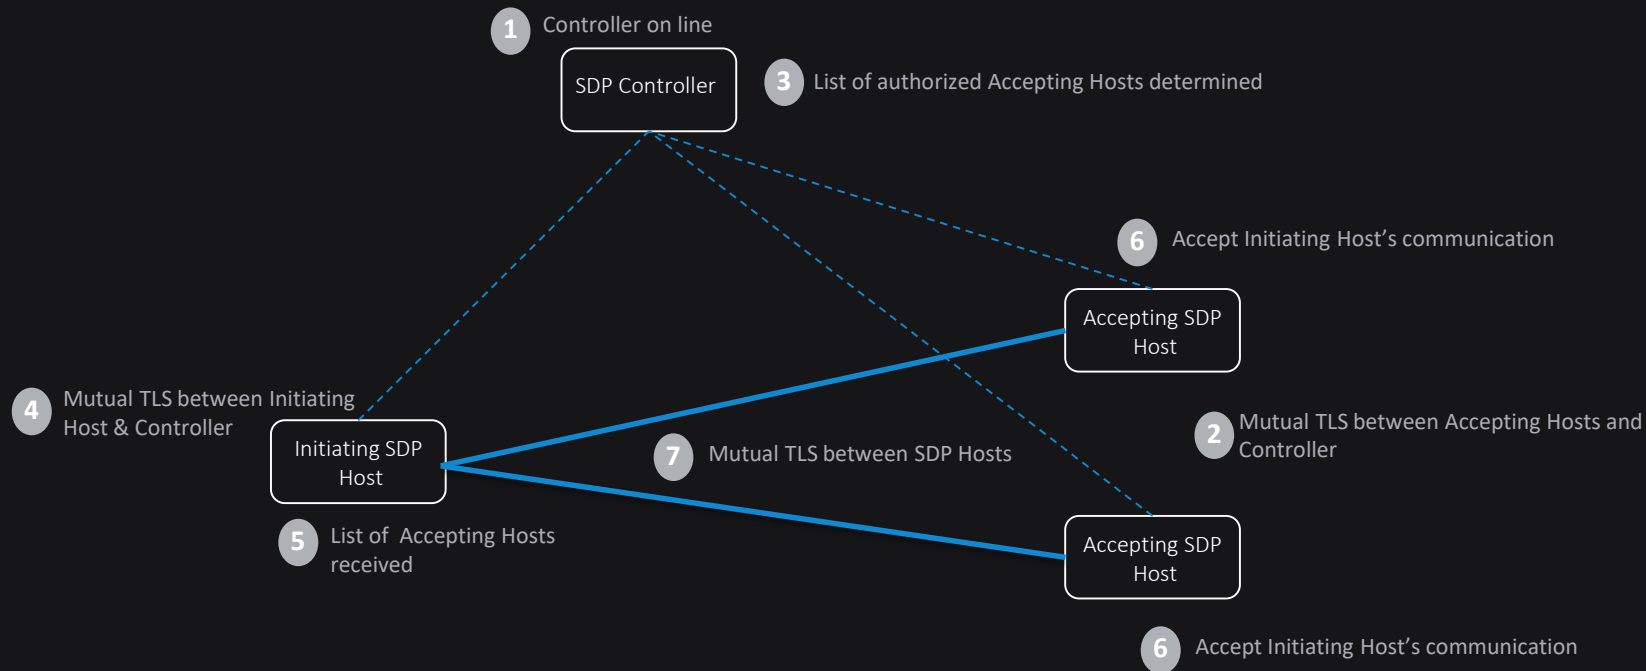 1 Controller on line
SDP Controller
3 List of authorized Accepting Hosts determined
6 Accept Initiating Host's communication
Accepting SDP
Host
4 Mutual TLS between Initiating
Host & Controller
Initiating SDP
Host
7 Mutual TLS between SDP Hosts
2 Mutual TLS between Accepting Hosts and
Controller
5 List of Accepting Hosts
received
Accepting SDP
Host
6 Accept Initiating Host's communication